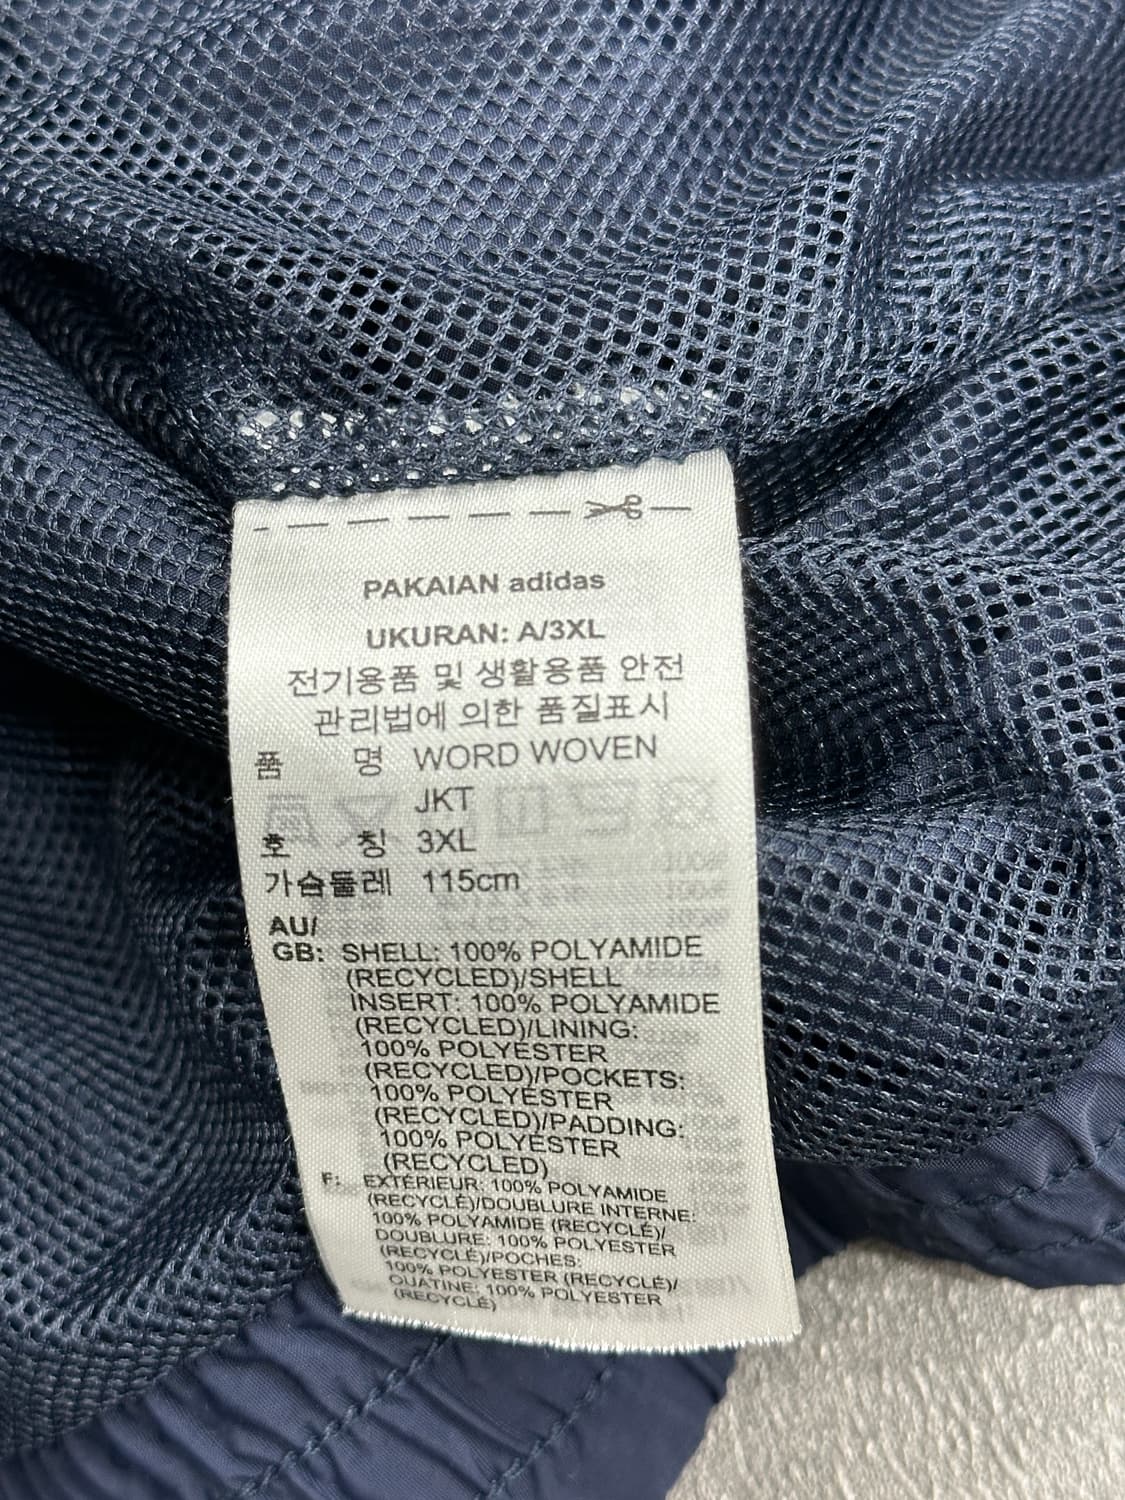 PAKAIAN adidas
UKURAN: A/3XL
전기용품 및 생활용품 안전
관리법에 의한 품질표시
품 명 WORD WOVEN
JKT
호 칭 3XL
가슴둘레 115cm
AU/
GB: SHELL: 100% POLYAMIDE
(RECYCLED)/SHELL
INSERT: 100% POLYAMIDE
(RECYCLED)/LINING:
100% POLYESTER
(RECYCLED)/POCKETS:
100% POLYESTER
(RECYCLED)/PADDING:
100% POLYESTER
(RECYCLED)
F: EXTÉRIEUR: 100% POLYAMIDE
(RECYCLÉ)/DOUBLURE INTERNE:
100% POLYAMIDE (RECYCLÉ)/
DOUBLURE: 100% POLYESTER
(RECYCLÉ)/POCHES:
100% POLYESTER (RECYCLÉ)/
OUATINE: 100% POLYESTER
(RECYCLÉ)